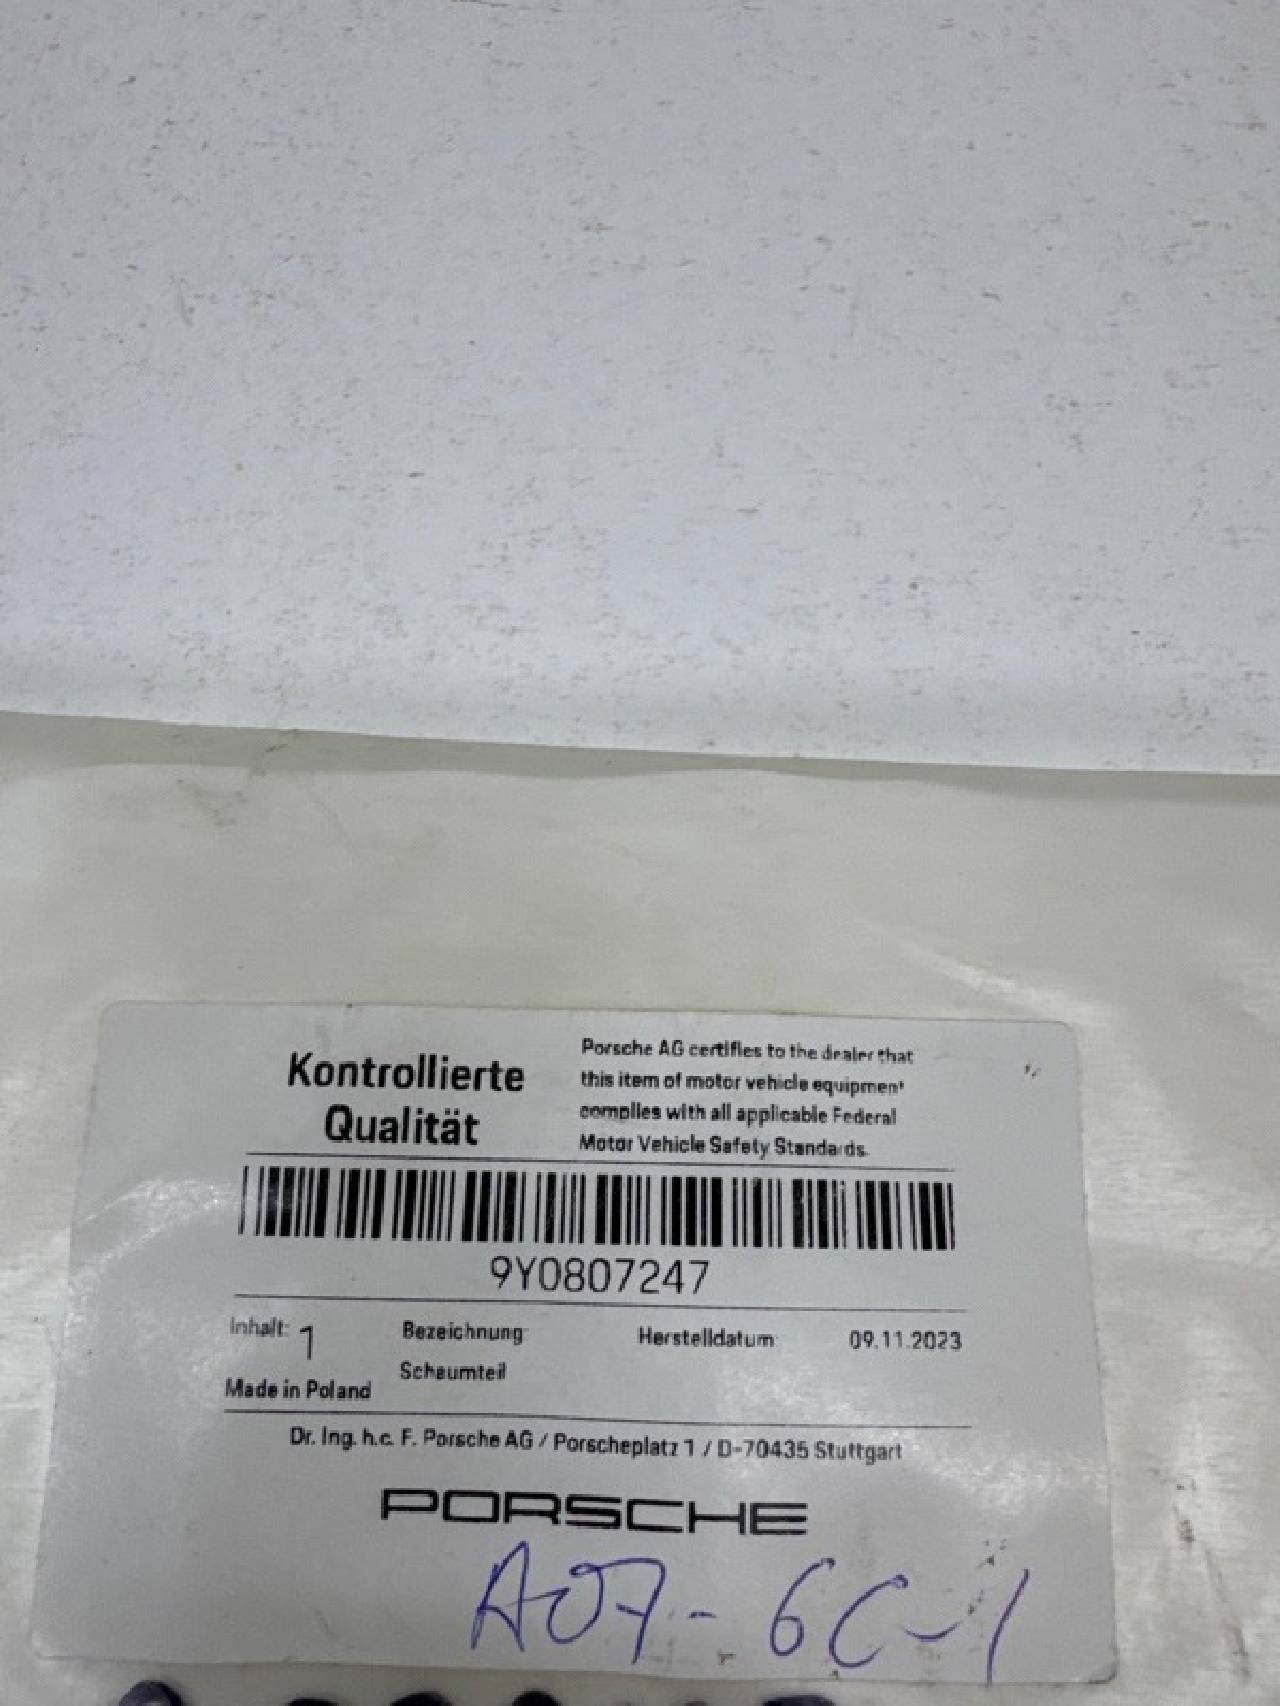 Kontrollierte
Qualität
Porsche AG certifies to the dealer that
this item of motor vehicle equipment
complies with all applicable Federal
Motor Vehicle Safety Standards.
9Y0807247
Inhalt: 1
Made in Poland
Bezeichnung:
Schaumteil
Herstelldatum: 09.11.2023
Dr. Ing. h.c. F. Porsche AG / Porscheplatz 1 / D-70435 Stuttgart
PORSCHE
A07-6C-1